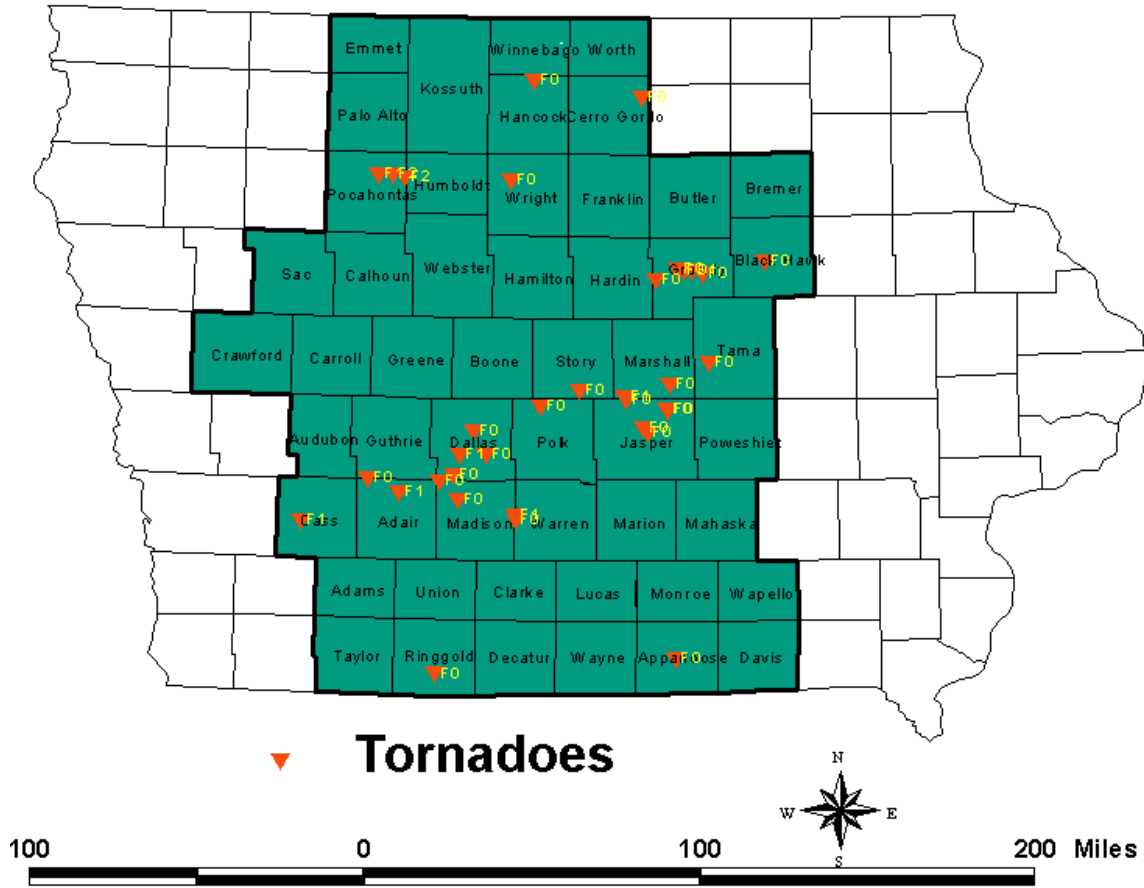 Emmet
Winnebago Worth
Kossuth
F0
F0
Palo Alto
Hancock Cerro Gordo
F2
Pocahontas
Humboldt
F0
Wright
Franklin
Butler
Bremer
Sac
Calhoun
Webster
Hamilton
Hardin
F0
F0
Black Hawk
F0
Crawford
Carroll
Greene
Boone
Story
Marshall
Tama
F0
F0
F0
F0
F0
Audubon
Guthrie
Dallas
F0
F1
F0
Polk
Jasper
F0
F0
Poweshiek
F0
F0
F0
F1
F0
F1
Cass
Adair
Madison
Warren
Marion
Mahaska
Adams
Union
Clarke
Lucas
Monroe
Wapello
Taylor
Ringgold
F0
Decatur
Wayne
Appanoose
F0
Davis
Tornadoes
N
W E
S
100 0 100 200 Miles